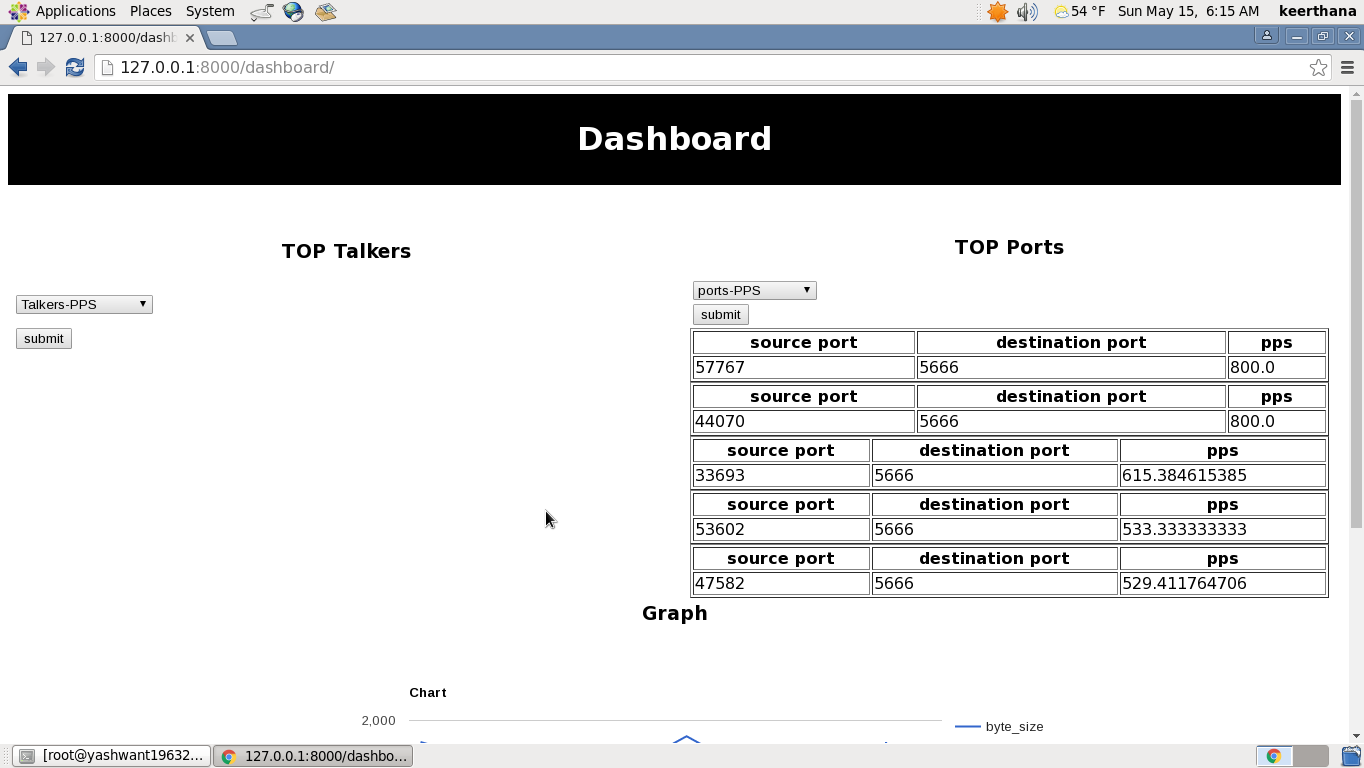 Applications Places System 54 °F Sun May 15, 6:15 AM keerthana
127.0.0.1:8000/dashb
127.0.0.1:8000/dashboard/
Dashboard
TOP Talkers
Talkers-PPS
submit
TOP Ports
ports-PPS
submit
source port destination port pps
57767 5666 800.0
source port destination port pps
44070 5666 800.0
source port destination port pps
33693 5666 615.384615385
source port destination port pps
53602 5666 533.333333333
source port destination port pps
47582 5666 529.411764706
Graph
Chart
2,000
byte_size
[root@yashwant19632... 127.0.0.1:8000/dashbo...